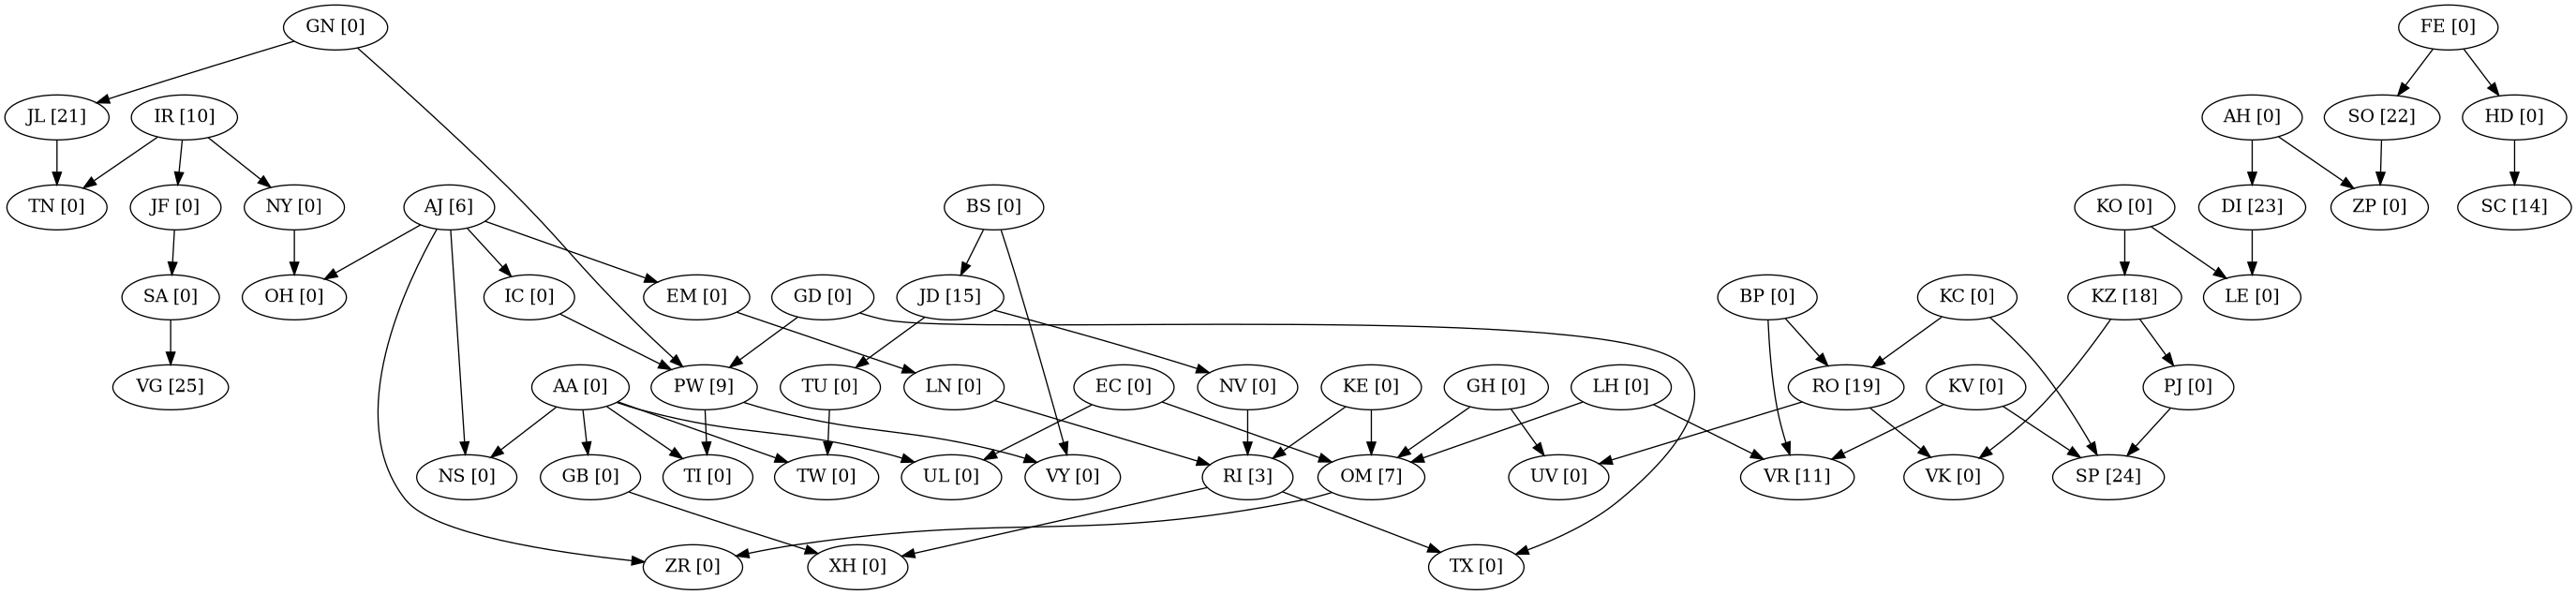 GN [0]
FE [0]
JL [21]
IR [10]
AH [0]
SO [22]
HD [0]
TN [0]
JF [0]
NY [0]
AJ [6]
BS [0]
KO [0]
DI [23]
ZP [0]
SC [14]
SA [0]
OH [0]
IC [0]
EM [0]
GD [0]
JD [15]
BP [0]
KC [0]
KZ [18]
LE [0]
VG [25]
AA [0]
PW [9]
TU [0]
LN [0]
EC [0]
NV [0]
KE [0]
GH [0]
LH [0]
RO [19]
KV [0]
PJ [0]
NS [0]
GB [0]
TI [0]
TW [0]
UL [0]
VY [0]
RI [3]
OM [7]
UV [0]
VR [11]
VK [0]
SP [24]
ZR [0]
XH [0]
TX [0]